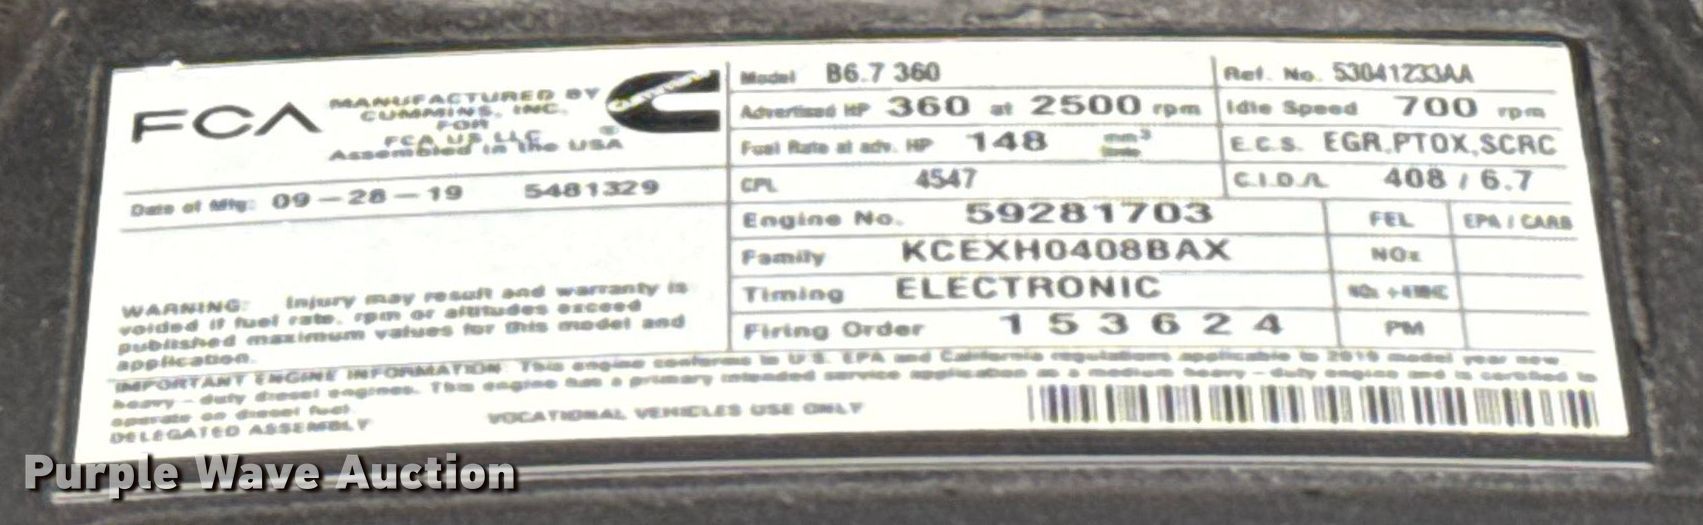 FCA
MANUFACTURED BY
CUMMINS, INC.
FOR
FCA US LLC
Assembled in the USA
®
Date of Mfg: 09-28-19 5481329
WARNING: Injury may result and warranty is
voided if fuel rate, rpm or altitudes exceed
published maximum values for this model and
application.
Model B6.7 360
Ref. No. 53041233AA
Advertised HP 360 at 2500 rpm
Idle Speed 700 rpm
Fuel Rate at adv. HP 148 mm³
E.C.S. EGR,PTOX,SCRC
CPL 4547
C.I.D./L 408 / 6.7
Engine No. 59281703
FEL EPA / CARB
Family KCEXH0408BAX
NOx
Timing ELECTRONIC
Firing Order 1 5 3 6 2 4
PM
IMPORTANT ENGINE INFORMATION: This engine conforms to U.S. EPA and California regulations applicable to 2019 model year new
heavy-duty diesel engines. This engine has a primary intended service application as a medium heavy-duty engine and is certified to
operate on diesel fuel.
DELEGATED ASSEMBLY
VOCATIONAL VEHICLES USE ONLY
Purple Wave Auction